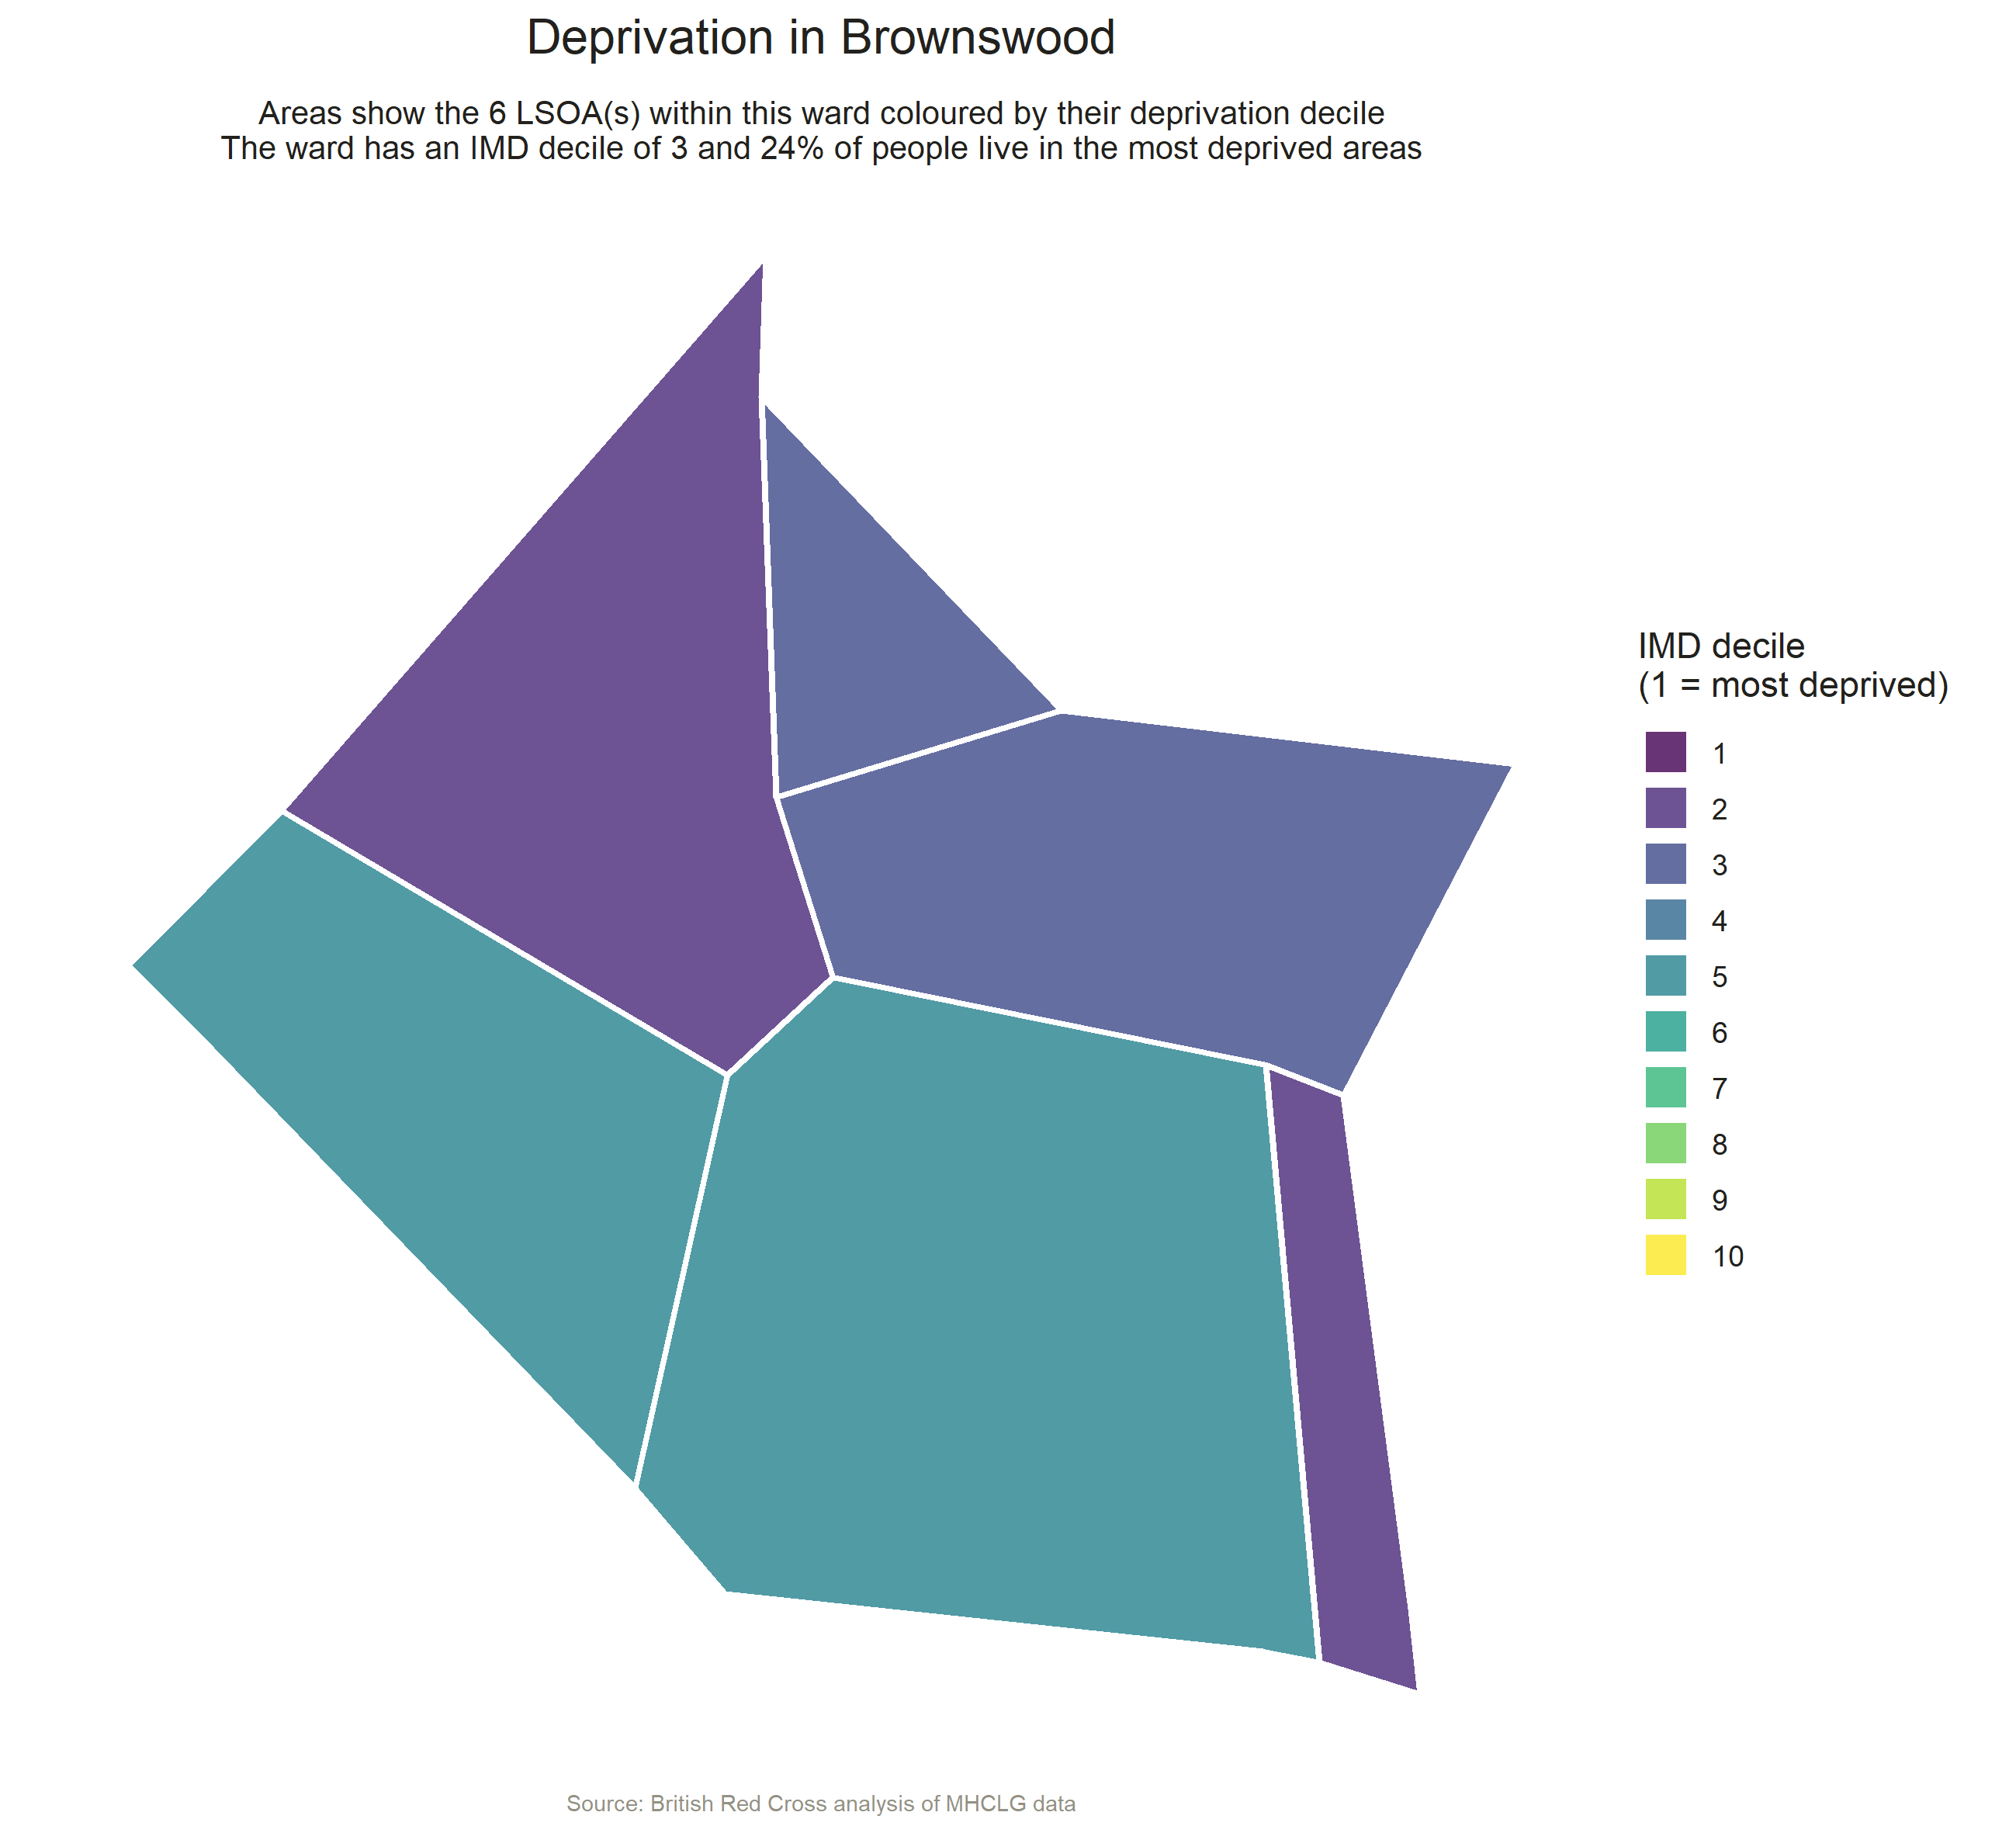 Deprivation in Brownswood
Areas show the 6 LSOA(s) within this ward coloured by their deprivation decile
The ward has an IMD decile of 3 and 24% of people live in the most deprived areas
IMD decile
(1 = most deprived)
1
2
3
4
5
6
7
8
9
10
Source: British Red Cross analysis of MHCLG data